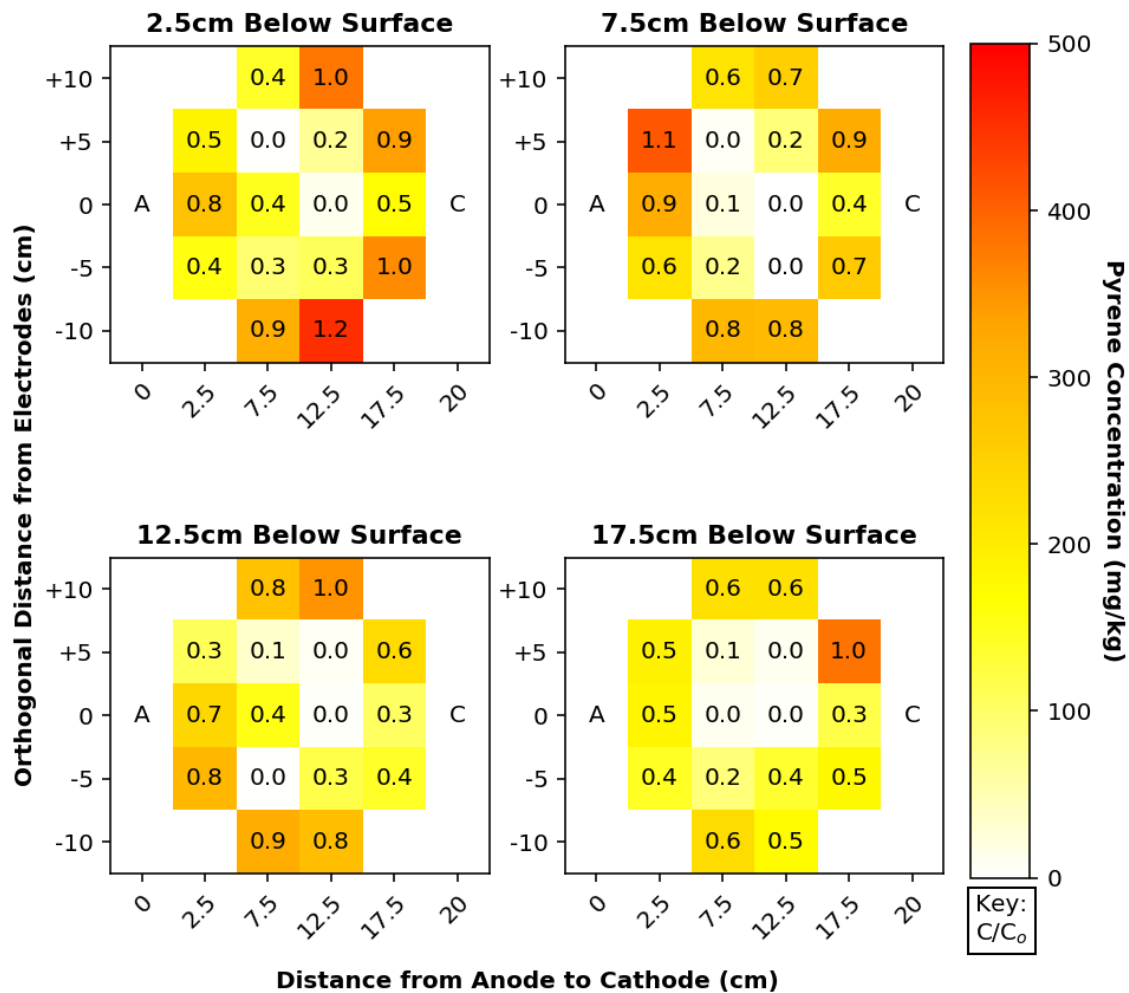 2.5cm Below Surface
+10 0.4 1.0
+5 0.5 0.0 0.2 0.9
0 A 0.8 0.4 0.0 0.5 C
-5 0.4 0.3 0.3 1.0
-10 0.9 1.2
0 2.5 7.5 12.5 17.5 20
7.5cm Below Surface
+10 0.6 0.7
+5 1.1 0.0 0.2 0.9
0 A 0.9 0.1 0.0 0.4 C
-5 0.6 0.2 0.0 0.7
-10 0.8 0.8
0 2.5 7.5 12.5 17.5 20
12.5cm Below Surface
+10 0.8 1.0
+5 0.3 0.1 0.0 0.6
0 A 0.7 0.4 0.0 0.3 C
-5 0.8 0.0 0.3 0.4
-10 0.9 0.8
0 2.5 7.5 12.5 17.5 20
17.5cm Below Surface
+10 0.6 0.6
+5 0.5 0.1 0.0 1.0
0 A 0.5 0.0 0.0 0.3 C
-5 0.4 0.2 0.4 0.5
-10 0.6 0.5
0 2.5 7.5 12.5 17.5 20
Orthogonal Distance from Electrodes (cm)
Distance from Anode to Cathode (cm)
500
400
300
200
100
0
Pyrene Concentration (mg/kg)
Key:
C/Cₒ